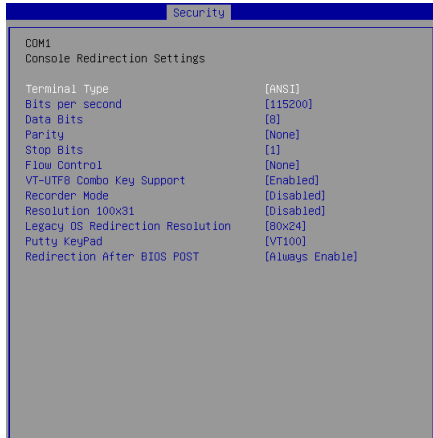 Security
COM1
Console Redirection Settings
Terminal Type [ANSI]
Bits per second [115200]
Data Bits [8]
Parity [None]
Stop Bits [1]
Flow Control [None]
VT-UTF8 Combo Key Support [Enabled]
Recorder Mode [Disabled]
Resolution 100x31 [Disabled]
Legacy OS Redirection Resolution [80x24]
Putty KeyPad [VT100]
Redirection After BIOS POST [Always Enable]